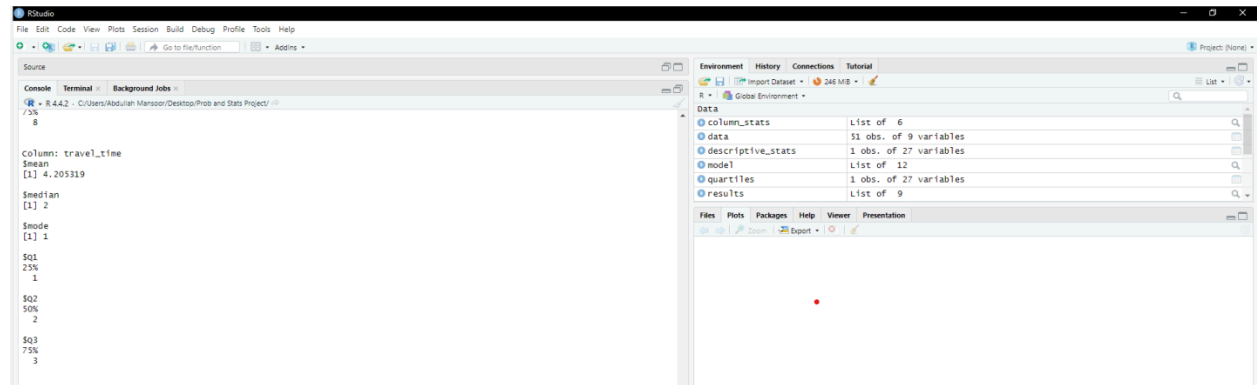 RStudio
File Edit Code View Plots Session Build Debug Profile Tools Help
Go to file/function Addins Project: (None)
Source
Console Terminal Background Jobs
R R 4.4.2 · C:/Users/Abdullah Mansoor/Desktop/Prob and Stats Project/
75%
8
Column: travel_time
$mean
[1] 4.205319
$median
[1] 2
$mode
[1] 1
$Q1
25%
1
$Q2
50%
2
$Q3
75%
3
Environment History Connections Tutorial
Import Dataset 246 MiB List
R Global Environment
Data
column_stats List of 6
data 51 obs. of 9 variables
descriptive_stats 1 obs. of 27 variables
model List of 12
quartiles 1 obs. of 27 variables
results List of 9
Files Plots Packages Help Viewer Presentation
Zoom Export